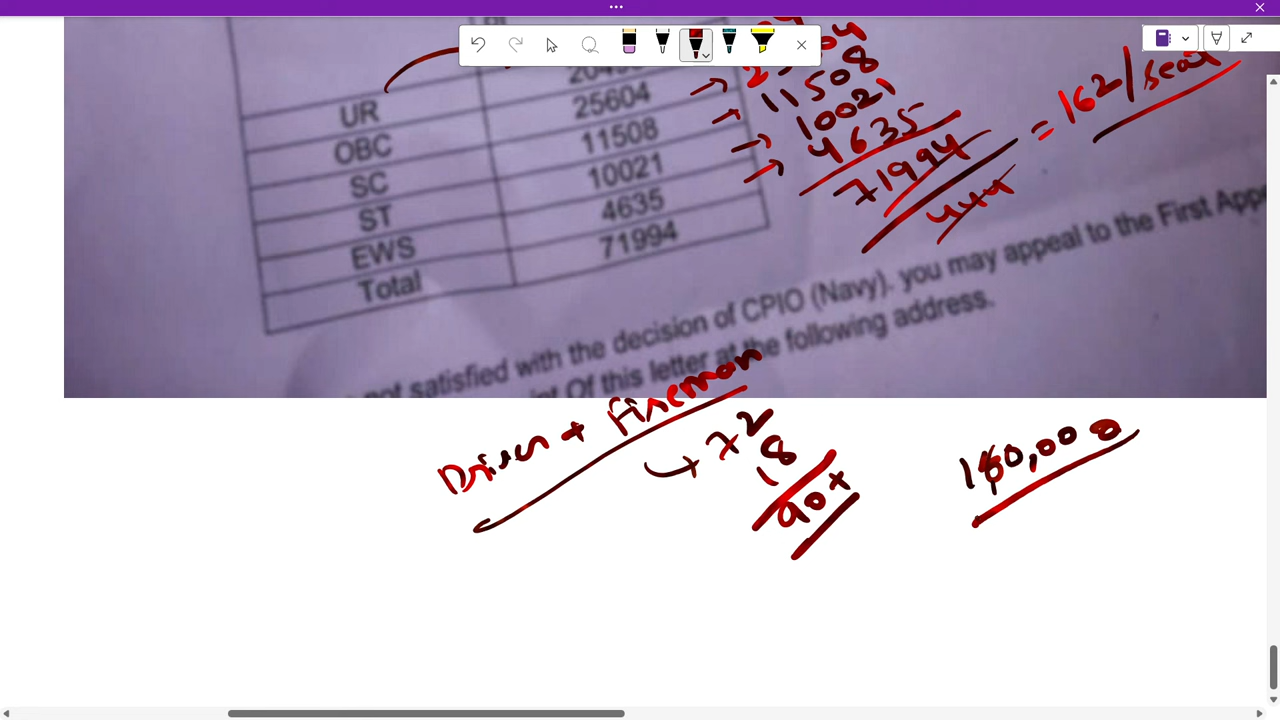 UR
OBC 25604
SC 11508
ST 10021
EWS 4635
Total 71994
11508
10021
4635
71994
444
= 162/seat
not satisfied with the decision of CPIO (Navy), you may appeal to the First
of this letter at the following address.
Driver + Fireman
72
18
90+
160,000